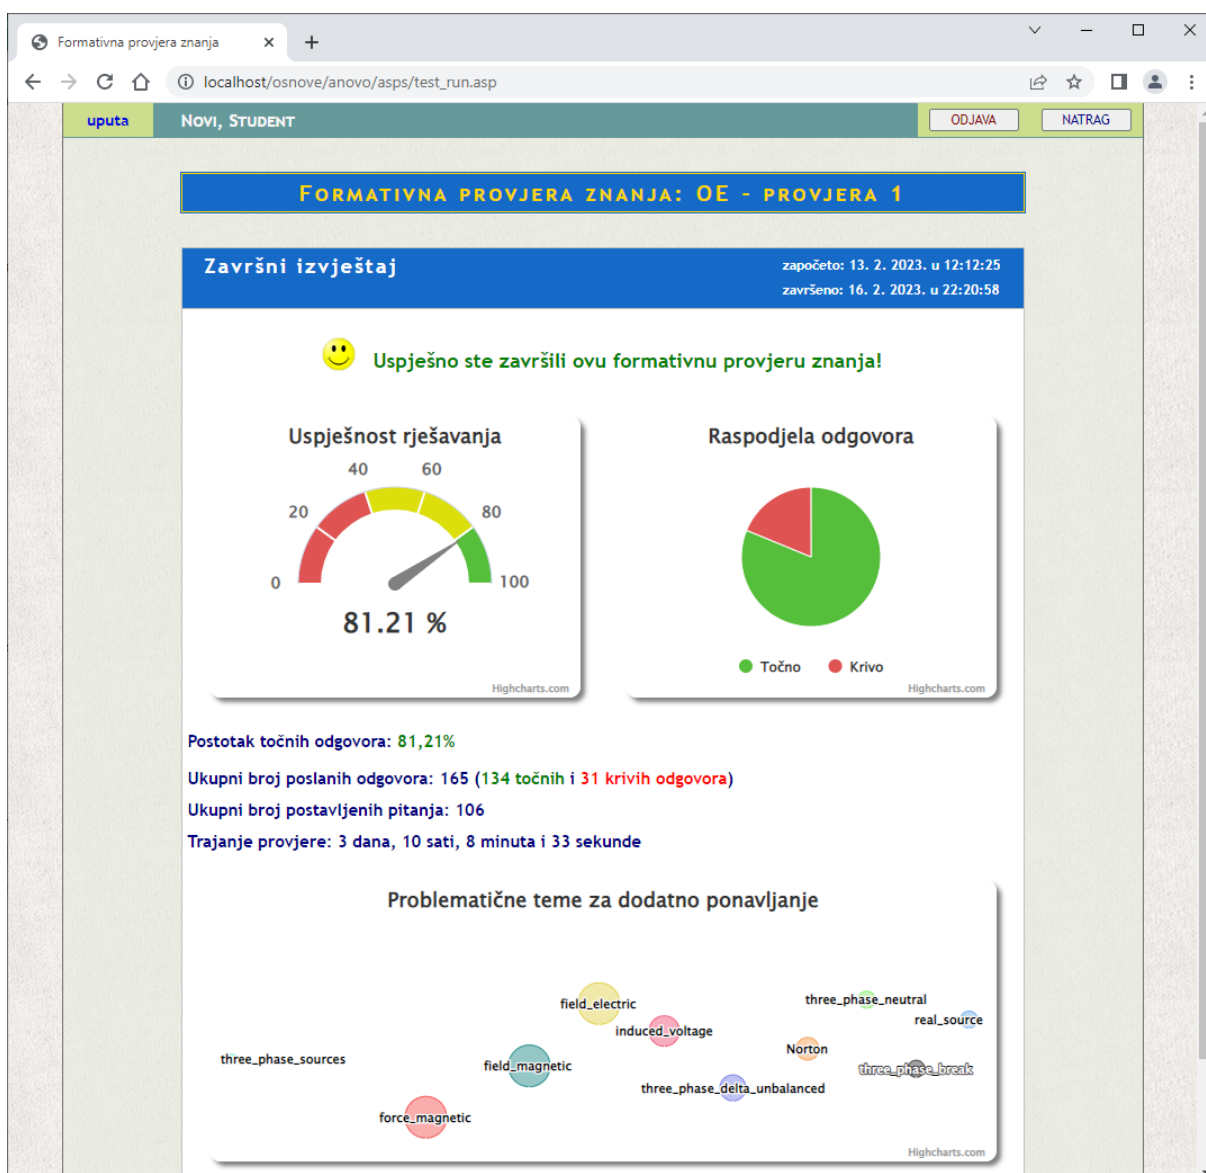 Formativna provjera znanja
localhost/osnove/anovo/asps/test_run.asp
uputa
NOVI, STUDENT
ODJAVA
NATRAG
FORMATIVNA PROVJERA ZNANJA: OE - PROVJERA 1
Završni izvještaj
započeto: 13. 2. 2023. u 12:12:25
završeno: 16. 2. 2023. u 22:20:58
Uspješno ste završili ovu formativnu provjeru znanja!
Uspješnost rješavanja
0
20
40
60
80
100
81.21 %
Highcharts.com
Raspodjela odgovora
Točno
Krivo
Highcharts.com
Postotak točnih odgovora: 81,21%
Ukupni broj poslanih odgovora: 165 (134 točnih i 31 krivih odgovora)
Ukupni broj postavljenih pitanja: 106
Trajanje provjere: 3 dana, 10 sati, 8 minuta i 33 sekunde
Problematične teme za dodatno ponavljanje
field_electric
three_phase_neutral
real_source
induced_voltage
Norton
three_phase_sources
field_magnetic
three_phase_break
three_phase_delta_unbalanced
force_magnetic
Highcharts.com